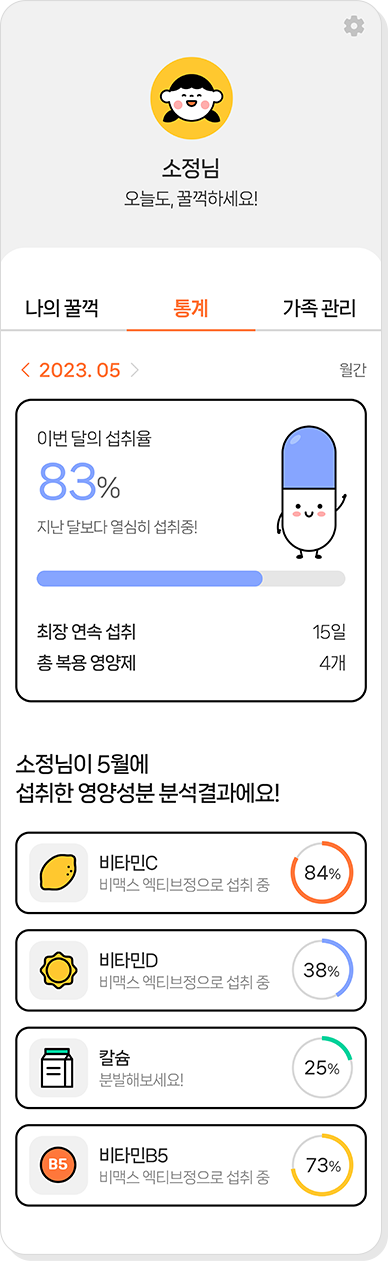 소정님
오늘도, 꿀꺽하세요!
나의 꿀꺽 통계 가족 관리
2023. 05 월간
이번 달의 섭취율
83%
지난 달보다 열심히 섭취중!
최장 연속 섭취 15일
총 복용 영양제 4개
소정님이 5월에
섭취한 영양성분 분석결과에요!
비타민C
비맥스 엑티브정으로 섭취 중
84%
비타민D
비맥스 엑티브정으로 섭취 중
38%
칼슘
분발해보세요!
25%
B5
비타민B5
비맥스 엑티브정으로 섭취 중
73%